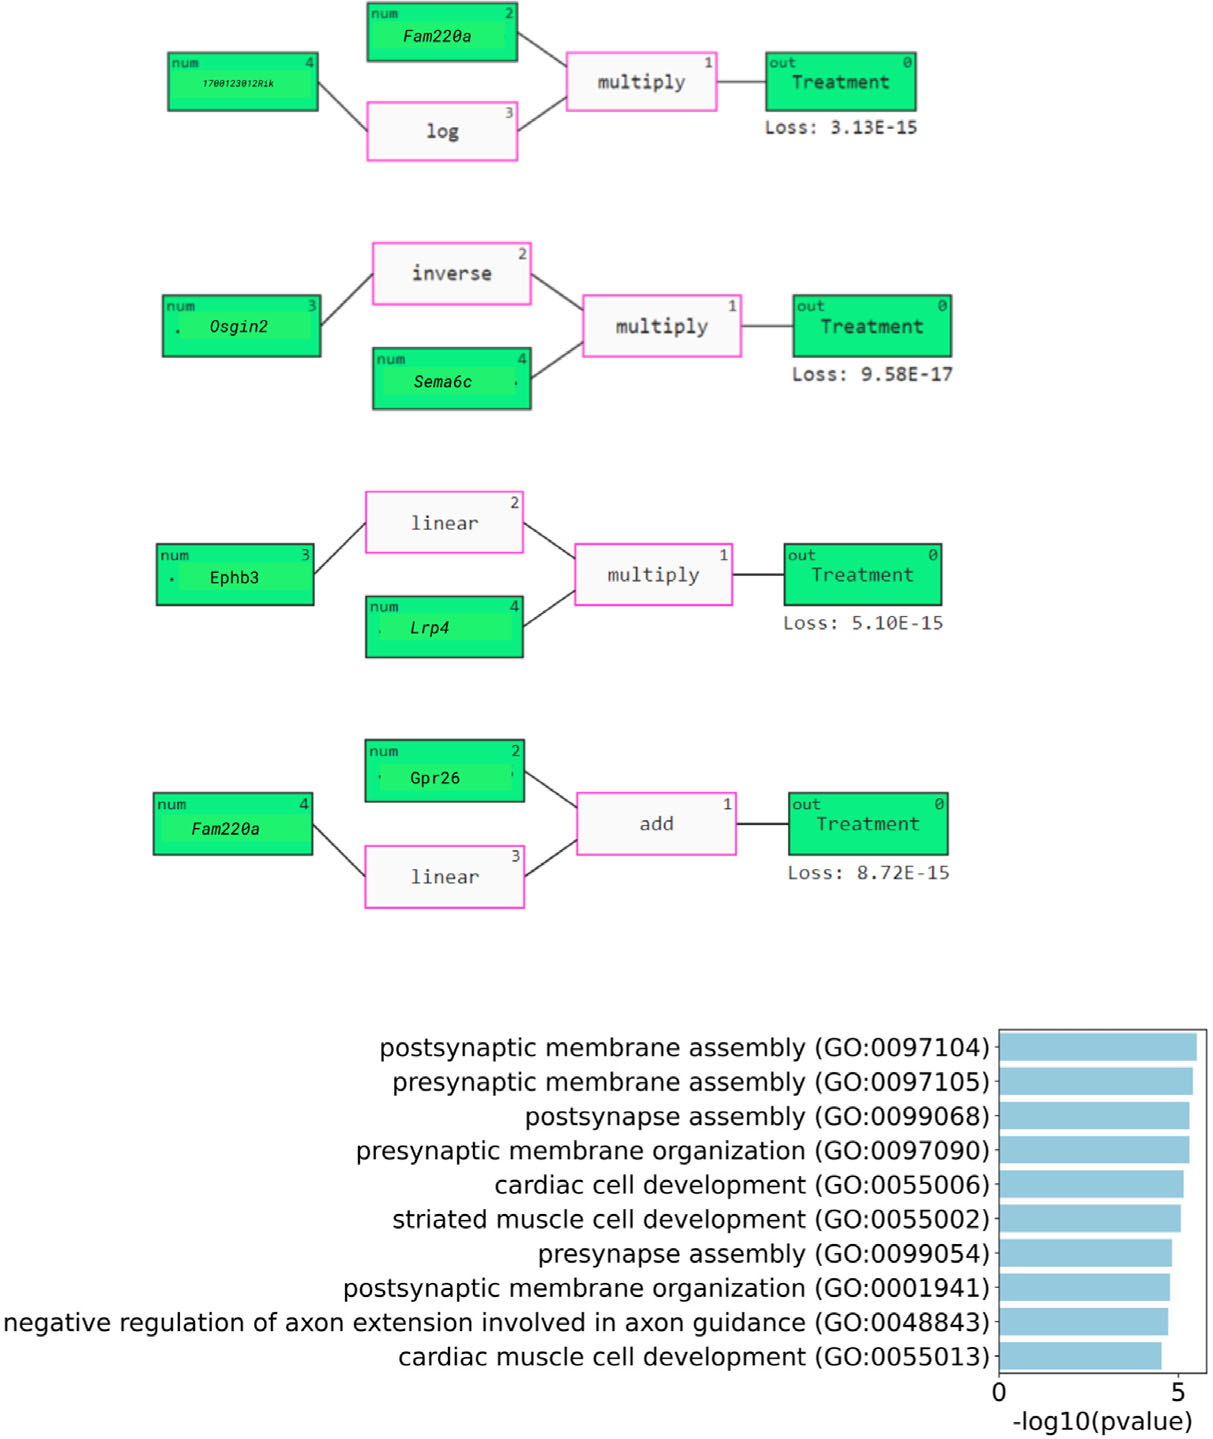 num 2
Fam220a
num 4
1700123012Rik
log 3
multiply 1
out 0
Treatment
Loss: 3.13E-15
inverse 2
num 3
Osgin2
num 4
Sema6c
multiply 1
out 0
Treatment
Loss: 9.58E-17
linear 2
num 3
Ephb3
num 4
Lrp4
multiply 1
out 0
Treatment
Loss: 5.10E-15
num 2
Gpr26
num 4
Fam220a
linear 3
add 1
out 0
Treatment
Loss: 8.72E-15
postsynaptic membrane assembly (GO:0097104)
presynaptic membrane assembly (GO:0097105)
postsynapse assembly (GO:0099068)
presynaptic membrane organization (GO:0097090)
cardiac cell development (GO:0055006)
striated muscle cell development (GO:0055002)
presynapse assembly (GO:0099054)
postsynaptic membrane organization (GO:0001941)
negative regulation of axon extension involved in axon guidance (GO:0048843)
cardiac muscle cell development (GO:0055013)
0 5
-log10(pvalue)